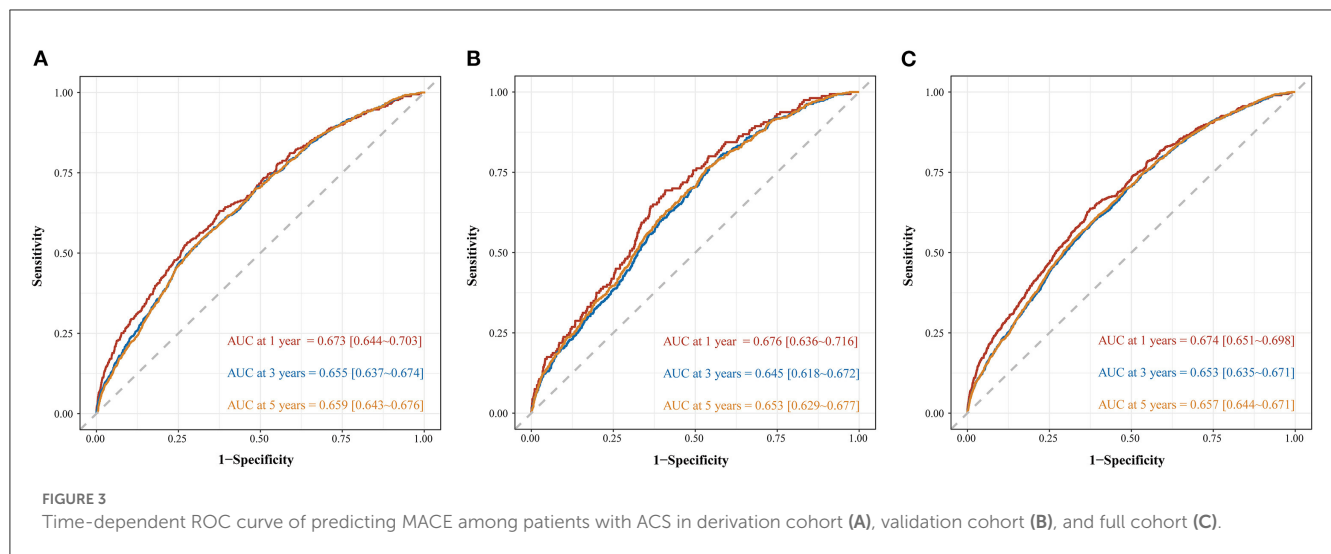 A
1.00
0.75
0.50
0.25
0.00
Sensitivity
AUC at 1 year = 0.673 [0.644~0.703]
AUC at 3 years = 0.655 [0.637~0.674]
AUC at 5 years = 0.659 [0.643~0.676]
0.00 0.25 0.50 0.75 1.00
1−Specificity
B
1.00
0.75
0.50
0.25
0.00
Sensitivity
AUC at 1 year = 0.676 [0.636~0.716]
AUC at 3 years = 0.645 [0.618~0.672]
AUC at 5 years = 0.653 [0.629~0.677]
0.00 0.25 0.50 0.75 1.00
1−Specificity
C
1.00
0.75
0.50
0.25
0.00
Sensitivity
AUC at 1 year = 0.674 [0.651~0.698]
AUC at 3 years = 0.653 [0.635~0.671]
AUC at 5 years = 0.657 [0.644~0.671]
0.00 0.25 0.50 0.75 1.00
1−Specificity
FIGURE 3
Time-dependent ROC curve of predicting MACE among patients with ACS in derivation cohort (A), validation cohort (B), and full cohort (C).